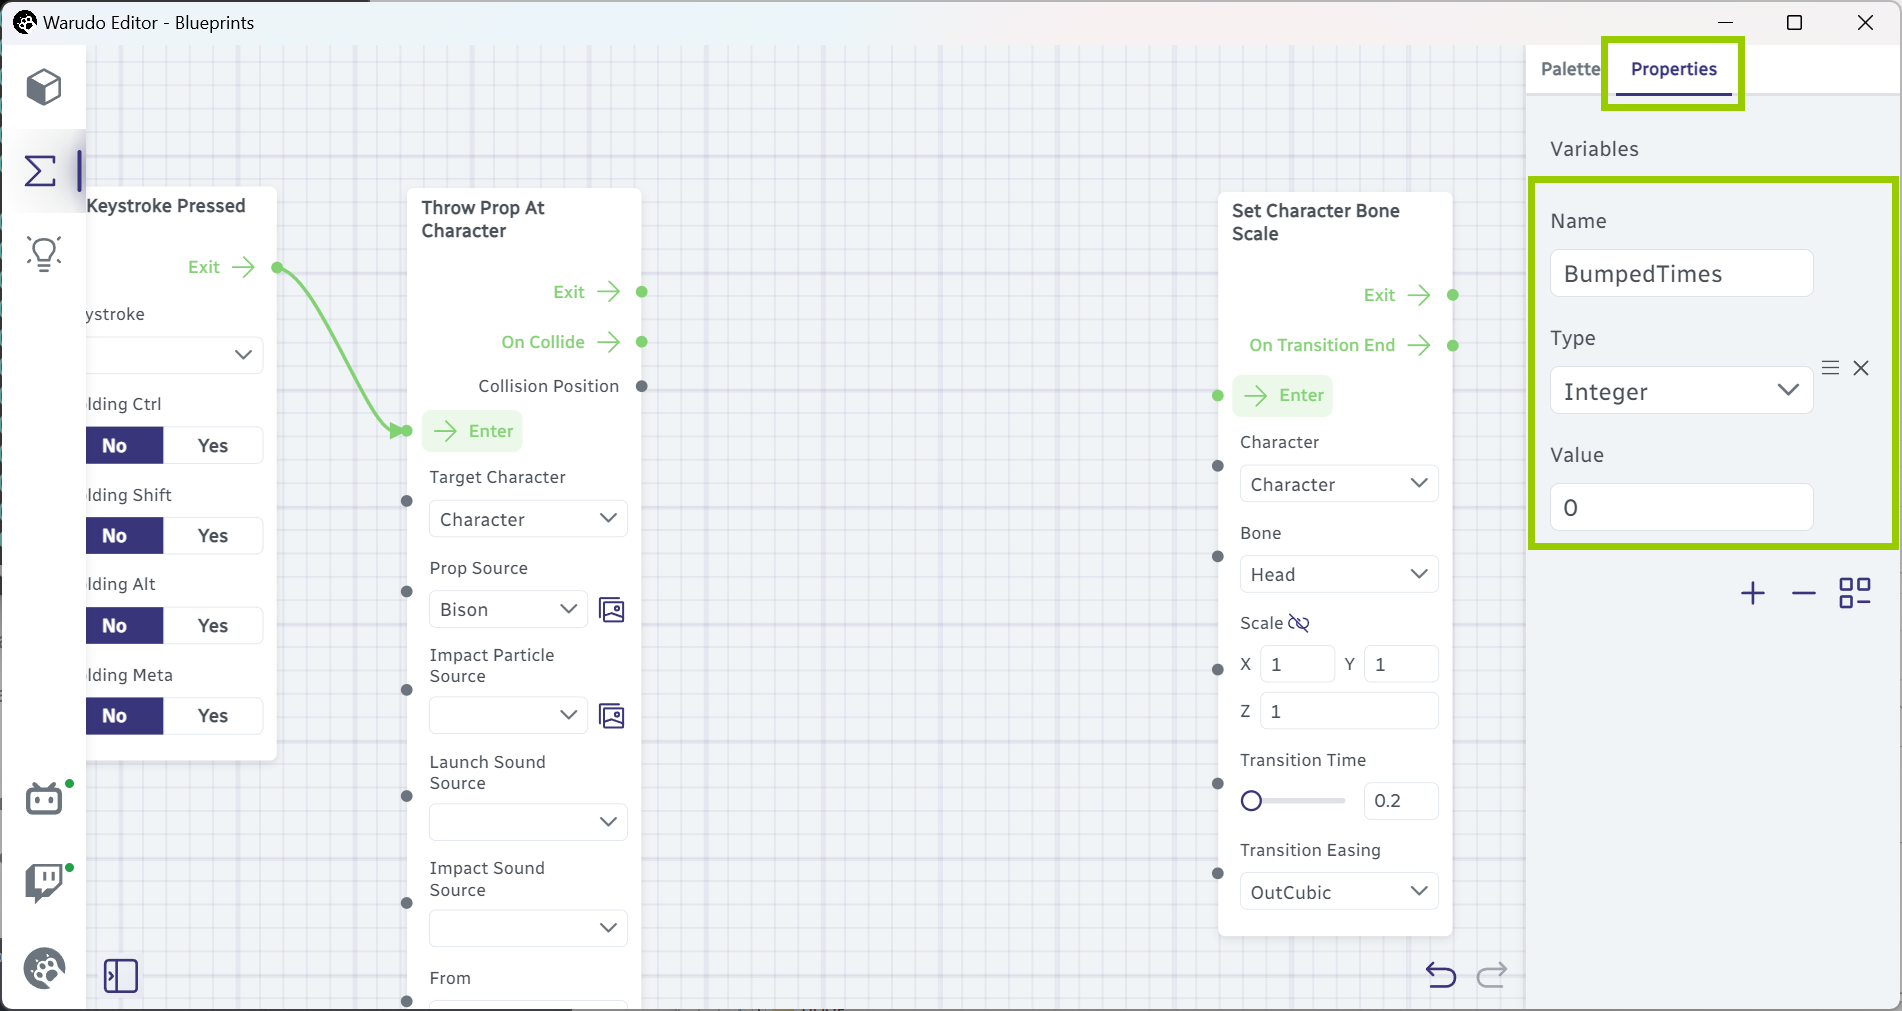 Warudo Editor - Blueprints
Palette
Properties
Keystroke Pressed
Exit
ystroke
lding Ctrl
No
Yes
lding Shift
No
Yes
lding Alt
No
Yes
lding Meta
No
Yes
Throw Prop At
Character
Exit
On Collide
Collision Position
Enter
Target Character
Character
Prop Source
Bison
Impact Particle
Source
Launch Sound
Source
Impact Sound
Source
From
Set Character Bone
Scale
Exit
On Transition End
Enter
Character
Character
Bone
Head
Scale
X 1 Y 1
Z 1
Transition Time
0.2
Transition Easing
OutCubic
Variables
Name
BumpedTimes
Type
Integer
Value
0